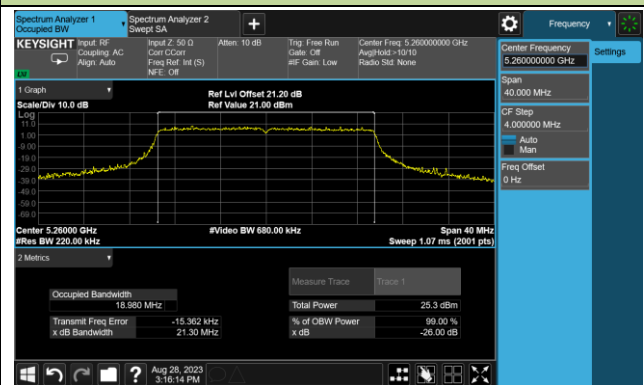 Spectrum Analyzer 1
Occupied BW
Spectrum Analyzer 2
Swept SA
Frequency
KEYSIGHT
Input: RF
Coupling: AC
Align: Auto
Input Z: 50 Ω
Corr CCorr
Freq Ref: Int (S)
NFE: Off
Atten: 10 dB
Trig: Free Run
Gate: Off
#IF Gain: Low
Center Freq: 5.260000000 GHz
Avg|Hold:>10/10
Radio Std: None
Center Frequency
5.260000000 GHz
Settings
Span
40.000 MHz
CF Step
4.000000 MHz
Auto
Man
Freq Offset
0 Hz
1 Graph
Scale/Div 10.0 dB
Ref Lvl Offset 21.20 dB
Ref Value 21.00 dBm
Log
11.0
1.00
-9.00
-19.0
-29.0
-39.0
-49.0
-59.0
-69.0
Center 5.26000 GHz
#Video BW 680.00 kHz
Span 40 MHz
#Res BW 220.00 kHz
Sweep 1.07 ms (2001 pts)
2 Metrics
Measure Trace
Trace 1
Occupied Bandwidth
18.980 MHz
Total Power
25.3 dBm
Transmit Freq Error
-15.362 kHz
% of OBW Power
99.00 %
x dB Bandwidth
21.30 MHz
x dB
-26.00 dB
?
Aug 28, 2023
3:16:14 PM